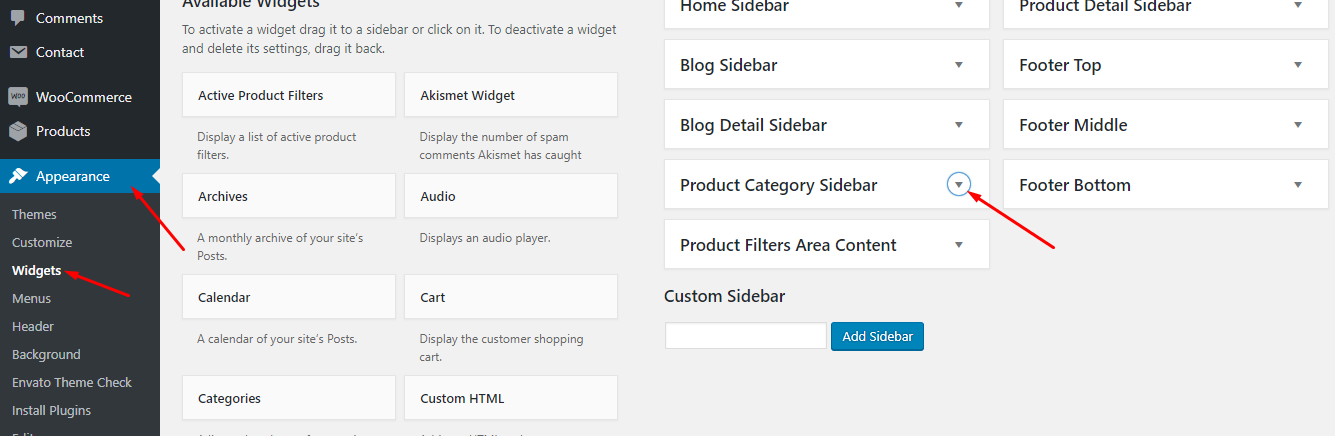 Comments
Contact
WooCommerce
Products
Appearance
Themes
Customize
Widgets
Menus
Header
Background
Envato Theme Check
Install Plugins
Available Widgets
To activate a widget drag it to a sidebar or click on it. To deactivate a widget
and delete its settings, drag it back.
Active Product Filters
Akismet Widget
Display a list of active product
filters.
Display the number of spam
comments Akismet has caught
Archives
Audio
A monthly archive of your site's
Posts.
Displays an audio player.
Calendar
Cart
A calendar of your site's Posts.
Display the customer shopping
cart.
Categories
Custom HTML
Home Sidebar
Blog Sidebar
Blog Detail Sidebar
Product Category Sidebar
Product Filters Area Content
Custom Sidebar
Add Sidebar
Product Detail Sidebar
Footer Top
Footer Middle
Footer Bottom